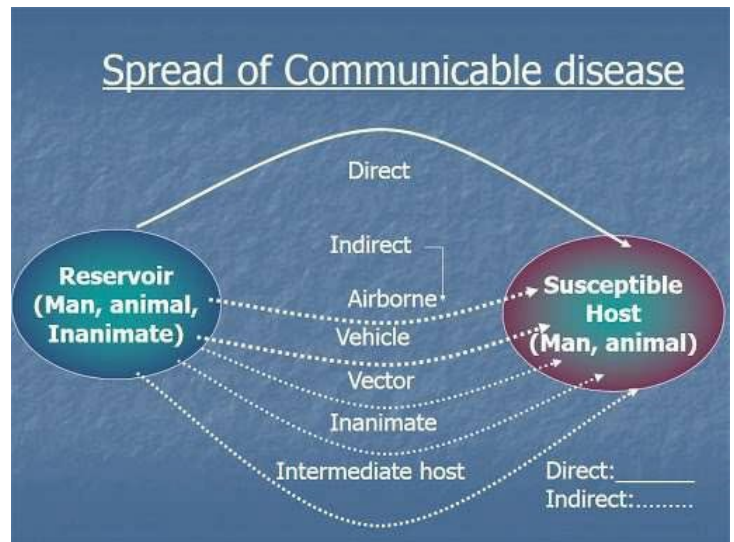 Spread of Communicable disease
Direct
Indirect
Reservoir
(Man, animal,
Inanimate)
Airborne
Vehicle
Vector
Inanimate
Intermediate host
Susceptible
Host
(Man, animal)
Direct:_______
Indirect:.........